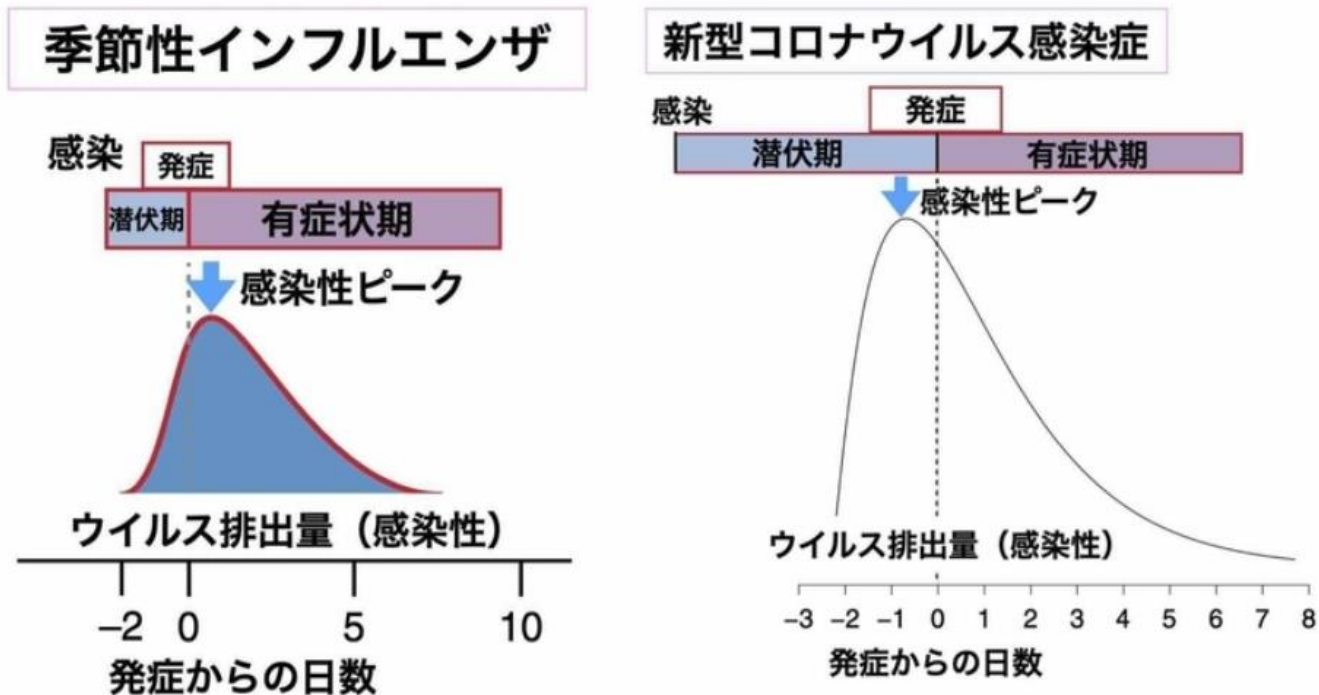 季節性インフルエンザ
感染
発症
潜伏期
有症状期
感染性ピーク
ウイルス排出量（感染性）
−2 0 5 10
発症からの日数
新型コロナウイルス感染症
感染
発症
潜伏期
有症状期
感染性ピーク
ウイルス排出量（感染性）
−3 −2 −1 0 1 2 3 4 5 6 7 8
発症からの日数